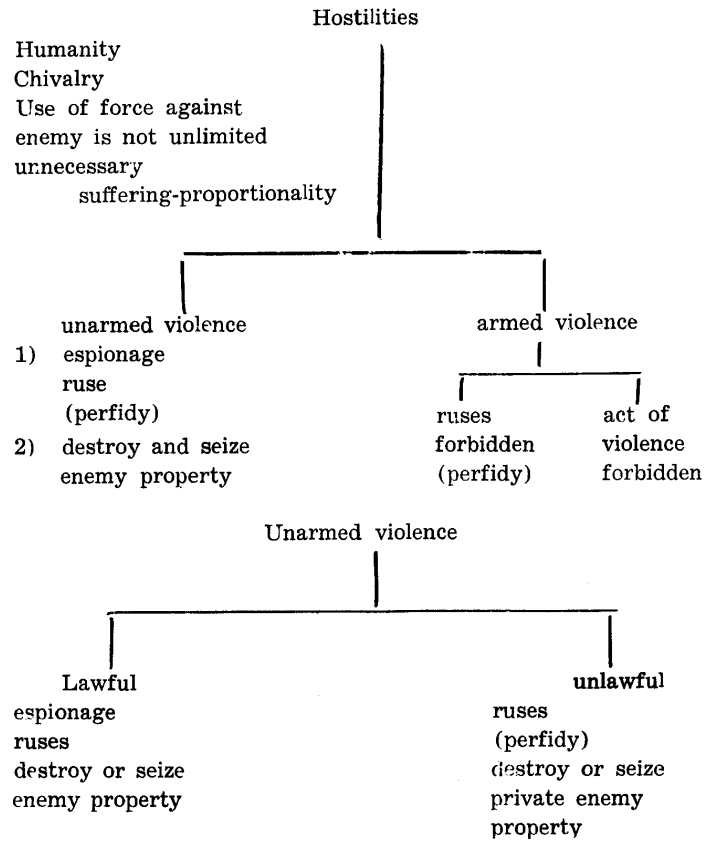 Hostilities
Humanity
Chivalry
Use of force against
enemy is not unlimited
unnecessary
suffering-proportionality
unarmed violence
1) espionage
ruse
(perfidy)
2) destroy and seize
enemy property
armed violence
ruses
forbidden
(perfidy)
act of
violence
forbidden
Unarmed violence
Lawful
espionage
ruses
destroy or seize
enemy property
unlawful
ruses
(perfidy)
destroy or seize
private enemy
property